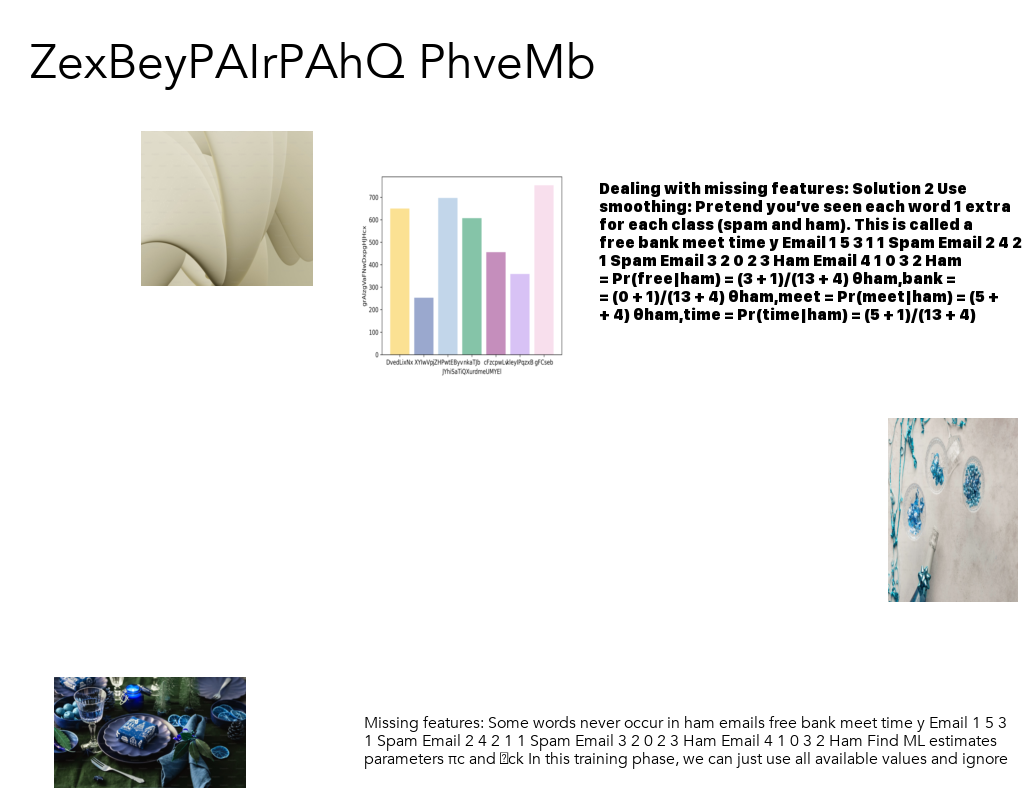 ZexBeyPAIrPAhQ PhveMb
700
600
500
400
300
200
100
0
DvedLixNx
Dealing with missing features: Solution 2 Use
smoothing: Pretend you've seen each word 1 extra
for each class (spam and ham). This is called a
free bank meet time y Email 1 5 3 1 1 Spam Email 2 4 2
1 Spam Email 3 2 0 2 3 Ham Email 4 1 0 3 2 Ham
= Pr(free|ham) = (3 + 1)/(13 + 4) θham,bank =
= (0 + 1)/(13 + 4) θham,meet = Pr(meet|ham) = (5 +
+ 4) θham,time = Pr(time|ham) = (5 + 1)/(13 + 4)
Missing features: Some words never occur in ham emails free bank meet time y Email 1 5 3
1 Spam Email 2 4 2 1 1 Spam Email 3 2 0 2 3 Ham Email 4 1 0 3 2 Ham Find ML estimates
parameters πc and ck In this training phase, we can just use all available values and ignore